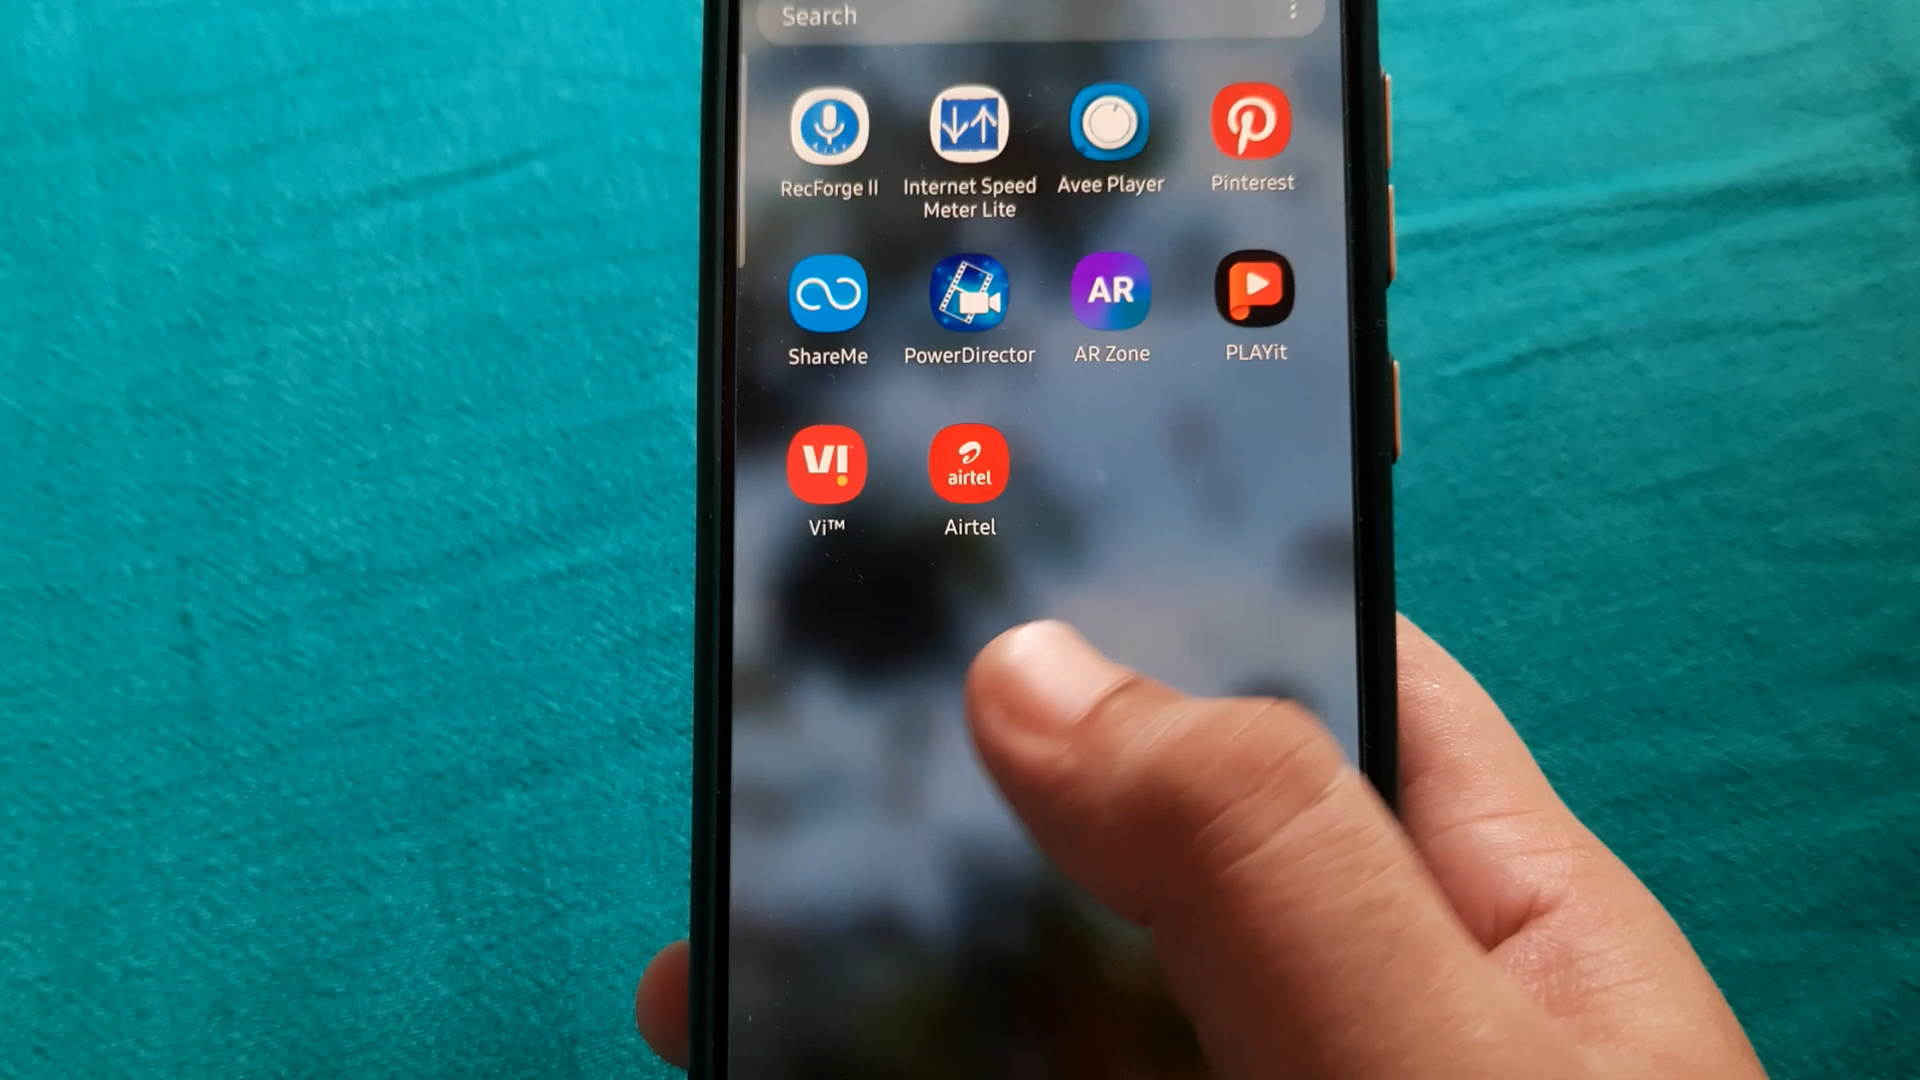 Search
RecForge II
Internet Speed
Meter Lite
Avee Player
Pinterest
AR
ShareMe
PowerDirector
AR Zone
PLAYit
VI
airtel
Vi™
Airtel